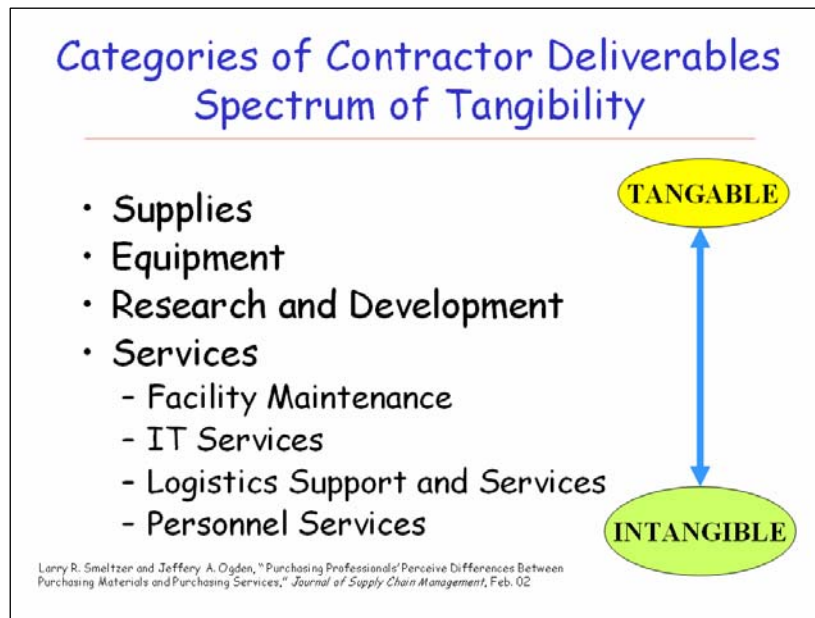 Categories of Contractor Deliverables
Spectrum of Tangibility
TANGABLE
• Supplies
• Equipment
• Research and Development
• Services
– Facility Maintenance
– IT Services
– Logistics Support and Services
– Personnel Services
INTANGIBLE
Larry R. Smeltzer and Jeffery A. Ogden, “Purchasing Professionals’ Perceive Differences Between
Purchasing Materials and Purchasing Services,” Journal of Supply Chain Management, Feb. 02